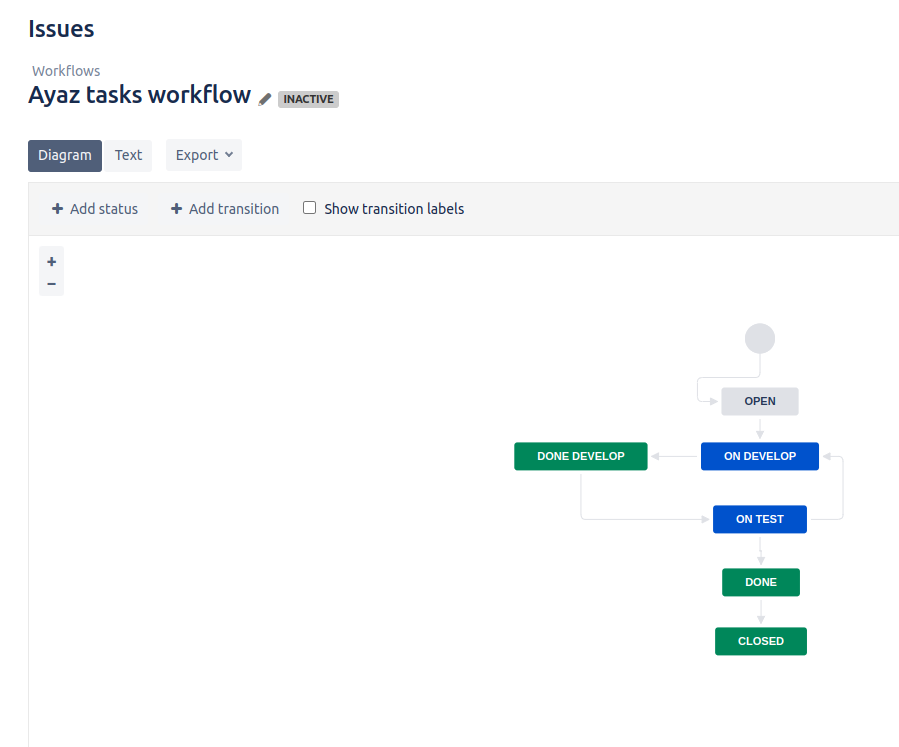 Issues
Workflows
Ayaz tasks workflow INACTIVE
Diagram Text Export
+ Add status + Add transition Show transition labels
+
−
OPEN
DONE DEVELOP ON DEVELOP
ON TEST
DONE
CLOSED